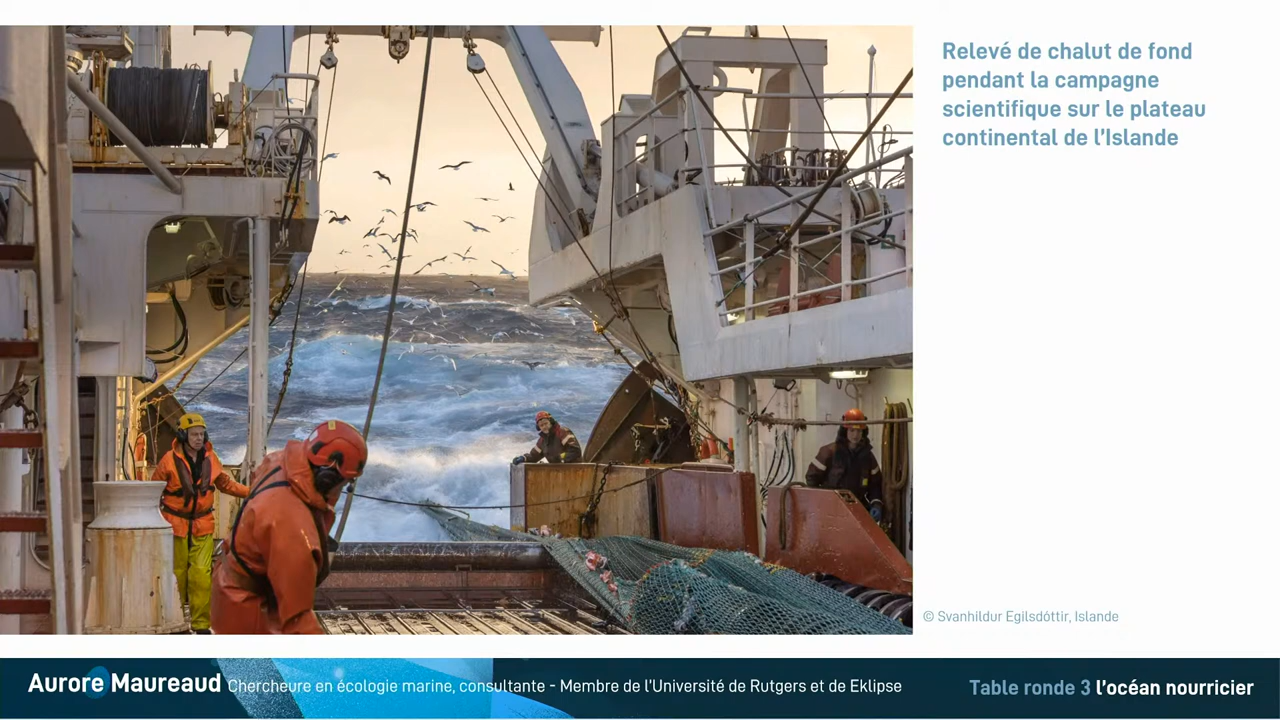 Relevé de chalut de fond
pendant la campagne
scientifique sur le plateau
continental de l'Islande
© Svanhildur Egilsdóttir, Islande
Aurore Maureaud Chercheure en écologie marine, consultante - Membre de l'Université de Rutgers et de Eklipse
Table ronde 3 l'océan nourricier